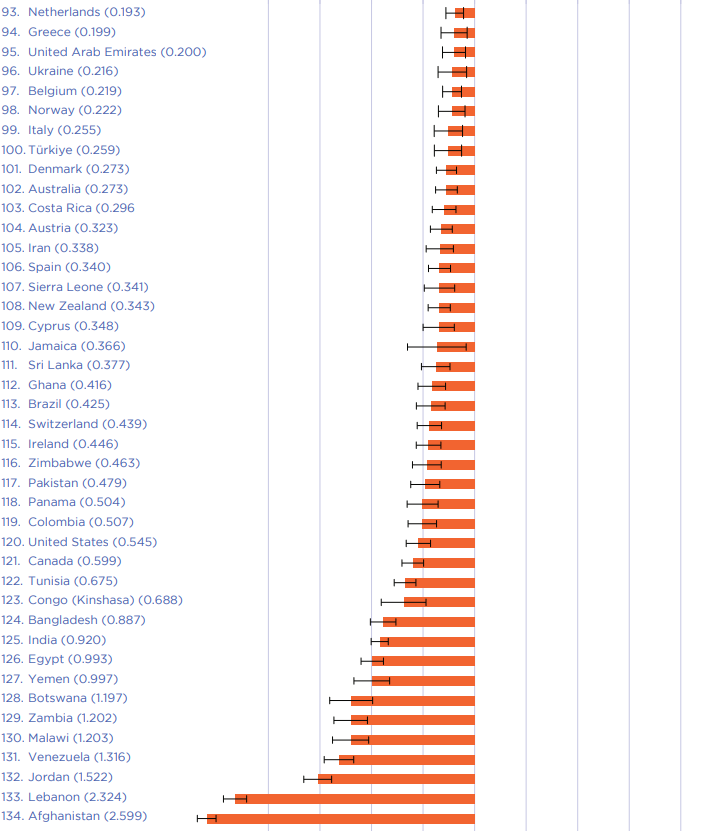 93. Netherlands (0.193)
94. Greece (0.199)
95. United Arab Emirates (0.200)
96. Ukraine (0.216)
97. Belgium (0.219)
98. Norway (0.222)
99. Italy (0.255)
100. Türkiye (0.259)
101. Denmark (0.273)
102. Australia (0.273)
103. Costa Rica (0.296
104. Austria (0.323)
105. Iran (0.338)
106. Spain (0.340)
107. Sierra Leone (0.341)
108. New Zealand (0.343)
109. Cyprus (0.348)
110. Jamaica (0.366)
111. Sri Lanka (0.377)
112. Ghana (0.416)
113. Brazil (0.425)
114. Switzerland (0.439)
115. Ireland (0.446)
116. Zimbabwe (0.463)
117. Pakistan (0.479)
118. Panama (0.504)
119. Colombia (0.507)
120. United States (0.545)
121. Canada (0.599)
122. Tunisia (0.675)
123. Congo (Kinshasa) (0.688)
124. Bangladesh (0.887)
125. India (0.920)
126. Egypt (0.993)
127. Yemen (0.997)
128. Botswana (1.197)
129. Zambia (1.202)
130. Malawi (1.203)
131. Venezuela (1.316)
132. Jordan (1.522)
133. Lebanon (2.324)
134. Afghanistan (2.599)